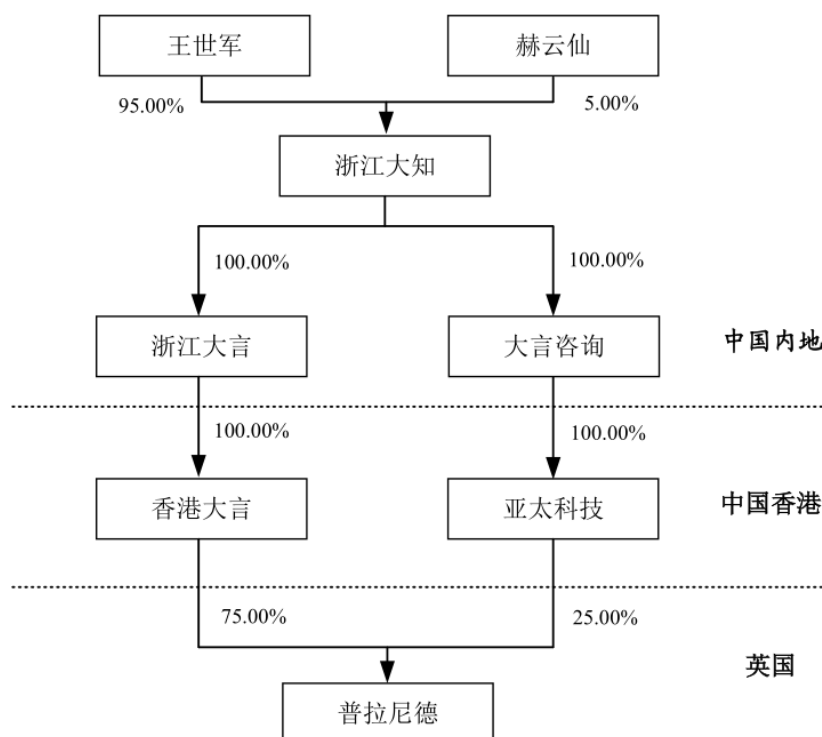 王世军
赫云仙
95.00%
5.00%
浙江大知
100.00%
100.00%
浙江大言
大言咨询
中国内地
100.00%
100.00%
香港大言
亚太科技
中国香港
75.00%
25.00%
英国
普拉尼德